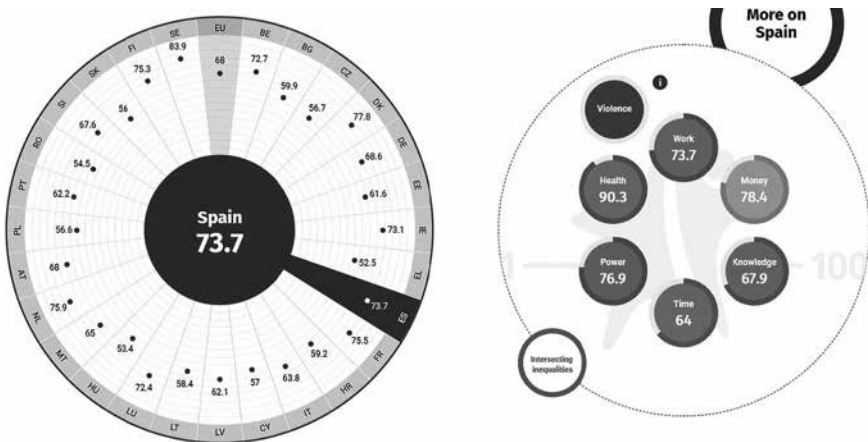 EU
68
BE
72.7
BG
59.9
CZ
56.7
DK
77.8
DE
68.6
EE
61.6
IE
73.1
EL
52.5
ES
73.7
FR
75.5
HR
59.2
IT
63.8
CY
57
LV
62.1
LT
58.4
LU
72.4
HU
53.4
MT
65
NL
75.9
AT
68
PL
56.6
PT
62.2
RO
54.5
SI
67.6
SK
56
FI
75.3
SE
83.9
Spain
73.7
More on
Spain
i
Violence
Work
73.7
Health
90.3
Money
78.4
Power
76.9
Knowledge
67.9
Time
64
1
100
Intersecting
inequalities